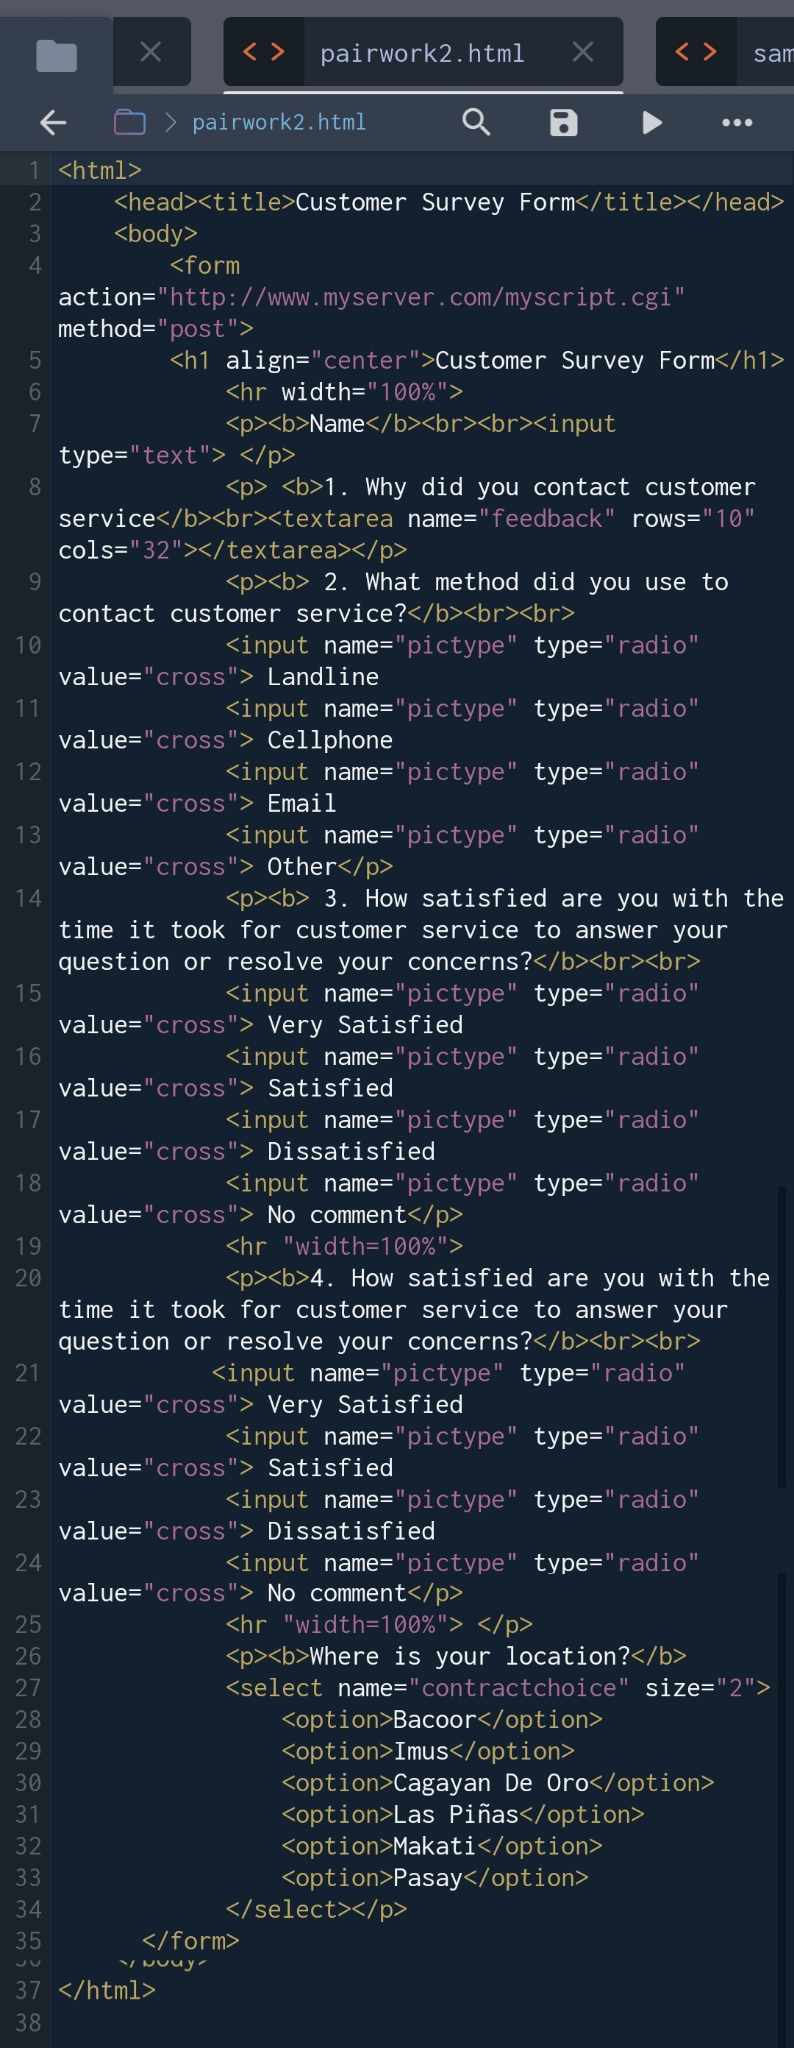 pairwork2.html
sam
pairwork2.html
1 <html>
2 <head><title>Customer Survey Form</title></head>
3 <body>
4 <form
action="http://www.myserver.com/myscript.cgi"
method="post">
5 <h1 align="center">Customer Survey Form</h1>
6 <hr width="100%">
7 <p><b>Name</b><br><br><input
type="text"> </p>
8 <p> <b>1. Why did you contact customer
service</b><br><textarea name="feedback" rows="10"
cols="32"></textarea></p>
9 <p><b> 2. What method did you use to
contact customer service?</b><br><br>
10 <input name="pictype" type="radio"
value="cross"> Landline
11 <input name="pictype" type="radio"
value="cross"> Cellphone
12 <input name="pictype" type="radio"
value="cross"> Email
13 <input name="pictype" type="radio"
value="cross"> Other</p>
14 <p><b> 3. How satisfied are you with the
time it took for customer service to answer your
question or resolve your concerns?</b><br><br>
15 <input name="pictype" type="radio"
value="cross"> Very Satisfied
16 <input name="pictype" type="radio"
value="cross"> Satisfied
17 <input name="pictype" type="radio"
value="cross"> Dissatisfied
18 <input name="pictype" type="radio"
value="cross"> No comment</p>
19 <hr "width=100%">
20 <p><b>4. How satisfied are you with the
time it took for customer service to answer your
question or resolve your concerns?</b><br><br>
21 <input name="pictype" type="radio"
value="cross"> Very Satisfied
22 <input name="pictype" type="radio"
value="cross"> Satisfied
23 <input name="pictype" type="radio"
value="cross"> Dissatisfied
24 <input name="pictype" type="radio"
value="cross"> No comment</p>
25 <hr "width=100%"> </p>
26 <p><b>Where is your location?</b>
27 <select name="contractchoice" size="2">
28 <option>Bacoor</option>
29 <option>Imus</option>
30 <option>Cagayan De Oro</option>
31 <option>Las Piñas</option>
32 <option>Makati</option>
33 <option>Pasay</option>
34 </select></p>
35 </form>
36 </body>
37 </html>
38